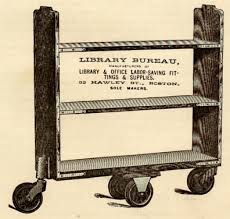 LIBRARY BUREAU,
MANUFACTURERS OF
LIBRARY & OFFICE LABOR-SAVING FIT-
TINGS & SUPPLIES.
32 HAWLEY ST., BOSTON,
SOLE MAKERS.